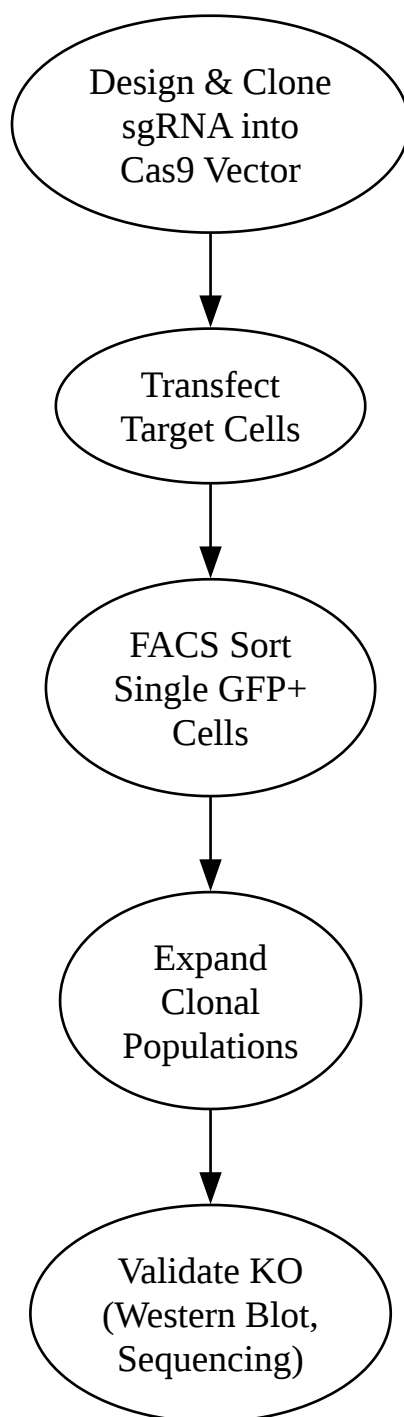 Design & Clone
sgRNA into
Cas9 Vector
Transfect
Target Cells
FACS Sort
Single GFP+
Cells
Expand
Clonal
Populations
Validate KO
(Western Blot,
Sequencing)